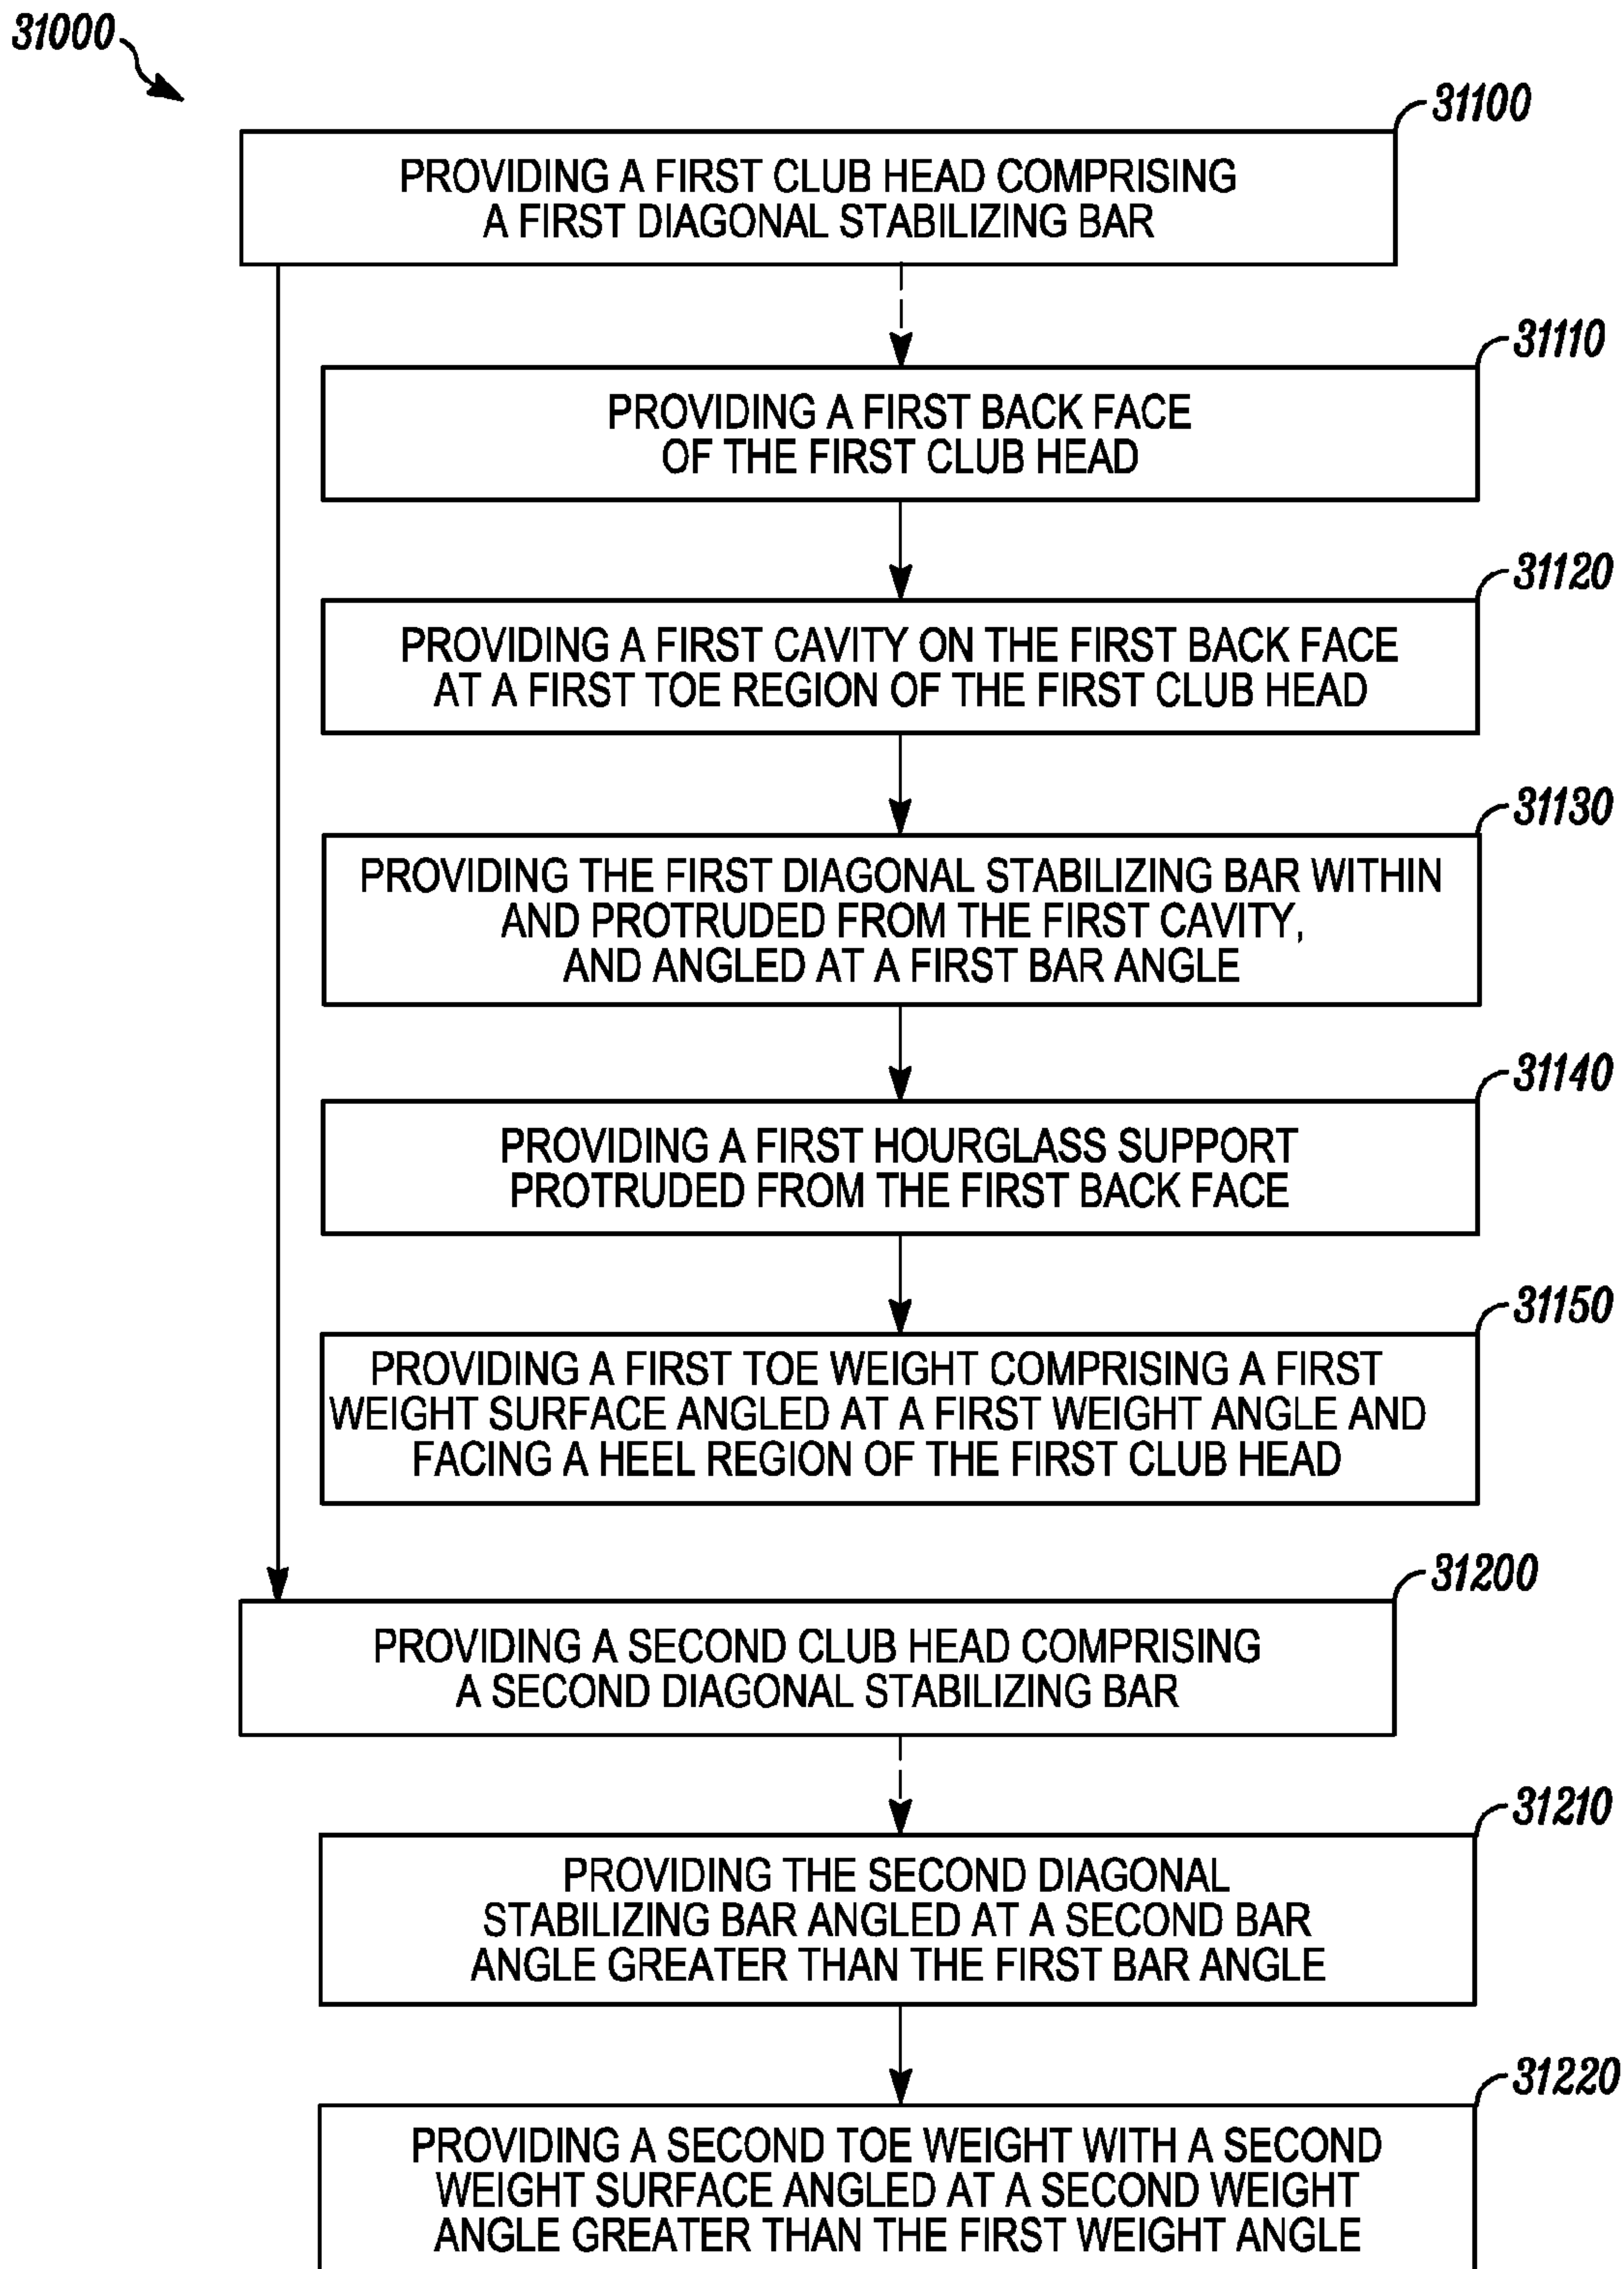 31000
31100
PROVIDING A FIRST CLUB HEAD COMPRISING
A FIRST DIAGONAL STABILIZING BAR
31110
PROVIDING A FIRST BACK FACE
OF THE FIRST CLUB HEAD
31120
PROVIDING A FIRST CAVITY ON THE FIRST BACK FACE
AT A FIRST TOE REGION OF THE FIRST CLUB HEAD
31130
PROVIDING THE FIRST DIAGONAL STABILIZING BAR WITHIN
AND PROTRUDED FROM THE FIRST CAVITY,
AND ANGLED AT A FIRST BAR ANGLE
31140
PROVIDING A FIRST HOURGLASS SUPPORT
PROTRUDED FROM THE FIRST BACK FACE
31150
PROVIDING A FIRST TOE WEIGHT COMPRISING A FIRST
WEIGHT SURFACE ANGLED AT A FIRST WEIGHT ANGLE AND
FACING A HEEL REGION OF THE FIRST CLUB HEAD
31200
PROVIDING A SECOND CLUB HEAD COMPRISING
A SECOND DIAGONAL STABILIZING BAR
31210
PROVIDING THE SECOND DIAGONAL
STABILIZING BAR ANGLED AT A SECOND BAR
ANGLE GREATER THAN THE FIRST BAR ANGLE
31220
PROVIDING A SECOND TOE WEIGHT WITH A SECOND
WEIGHT SURFACE ANGLED AT A SECOND WEIGHT
ANGLE GREATER THAN THE FIRST WEIGHT ANGLE